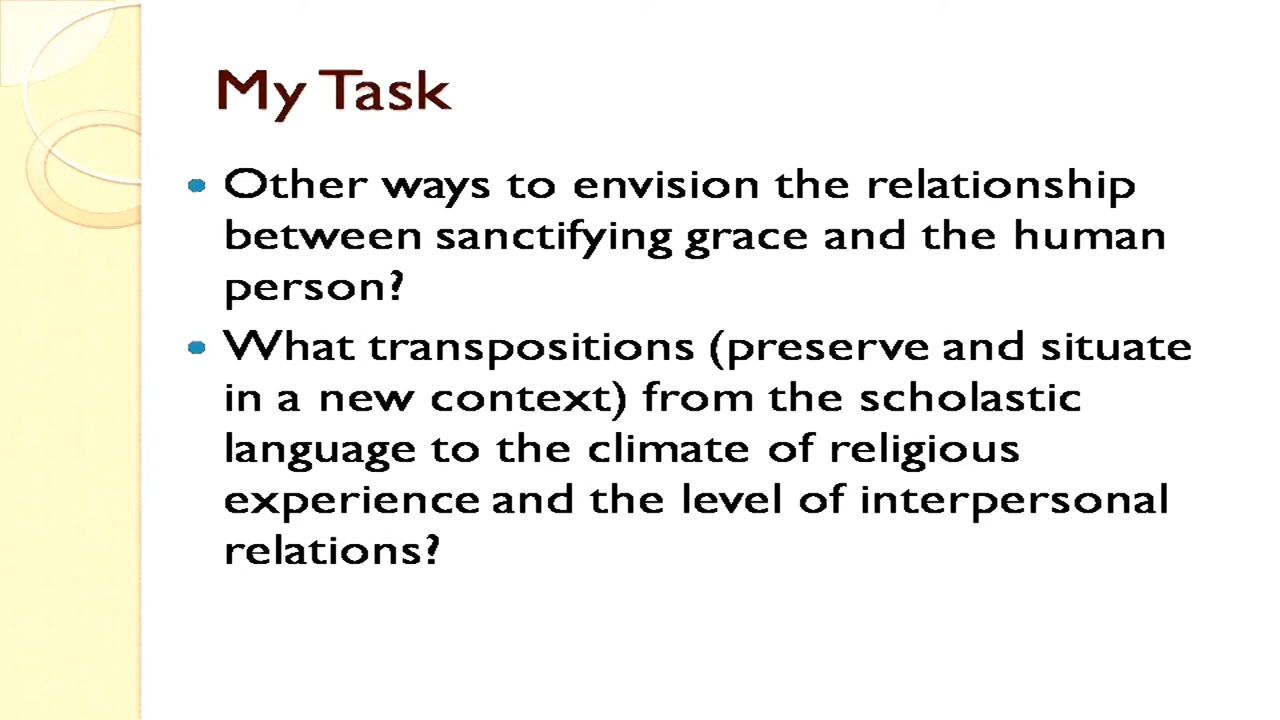 My Task
• Other ways to envision the relationship
between sanctifying grace and the human
person?
• What transpositions (preserve and situate
in a new context) from the scholastic
language to the climate of religious
experience and the level of interpersonal
relations?